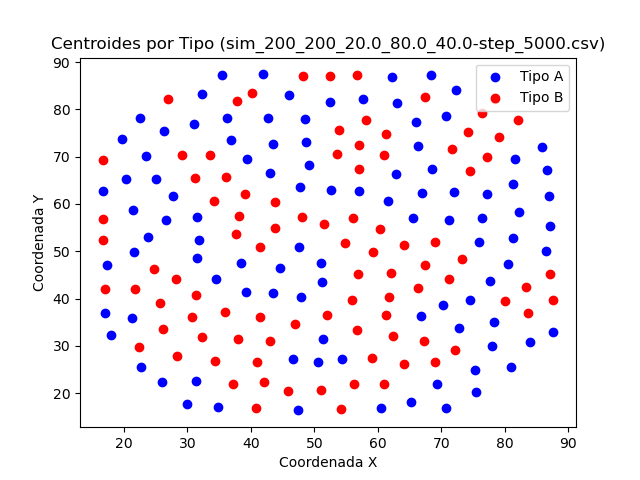 Centroides por Tipo (sim_200_200_20.0_80.0_40.0-step_5000.csv)
Tipo A
Tipo B
90
80
70
60
50
40
30
20
Coordenada Y
20 30 40 50 60 70 80 90
Coordenada X